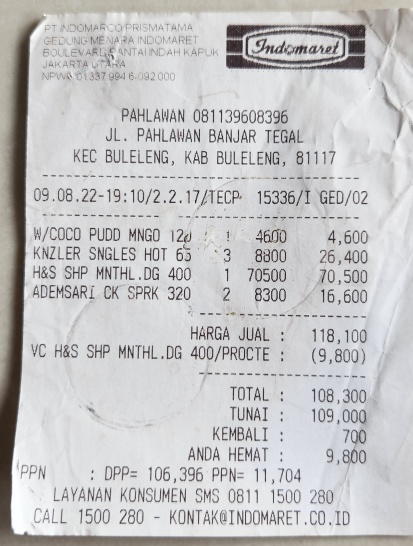 PT INDOMARCO PRISMATAMA
GEDUNG MENARA INDOMARET
BOULEVARD PANTAI INDAH KAPUK
JAKARTA UTARA
NPWP 01.337.994.6-092.000
Indomaret
PAHLAWAN 081139608396
JL. PAHLAWAN BANJAR TEGAL
KEC BULELENG, KAB BULELENG, 81117
09.08.22-19:10/2.2.17/TECP 15336/I GED/02
W/COCO PUDD MNGO 120 1 4600 4,600
KNZLER SNGLES HOT 65 3 8800 26,400
H&S SHP MNTHL.DG 400 1 70500 70,500
ADEMSARI CK SPRK 320 2 8300 16,600
HARGA JUAL : 118,100
VC H&S SHP MNTHL.DG 400/PROCTE : (9,800)
TOTAL : 108,300
TUNAI : 109,000
KEMBALI : 700
ANDA HEMAT : 9,800
PPN : DPP= 106,396 PPN= 11,704
LAYANAN KONSUMEN SMS 0811 1500 280
CALL 1500 280 - KONTAK@INDOMARET.CO.ID